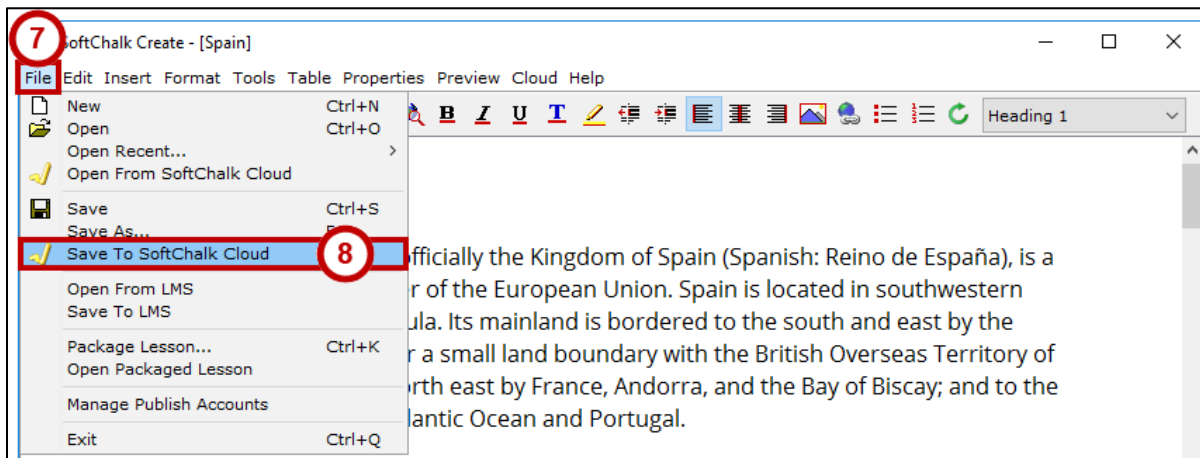 7
SoftChalk Create - [Spain]
File Edit Insert Format Tools Table Properties Preview Cloud Help
New Ctrl+N
B I U T Heading 1
Open Ctrl+O
Open Recent...
Open From SoftChalk Cloud
Save Ctrl+S
Save As...
Save To SoftChalk Cloud 8
officially the Kingdom of Spain (Spanish: Reino de España), is a
Open From LMS
r of the European Union. Spain is located in southwestern
Save To LMS
ula. Its mainland is bordered to the south and east by the
Package Lesson... Ctrl+K
r a small land boundary with the British Overseas Territory of
Open Packaged Lesson
rth east by France, Andorra, and the Bay of Biscay; and to the
Manage Publish Accounts
lantic Ocean and Portugal.
Exit Ctrl+Q